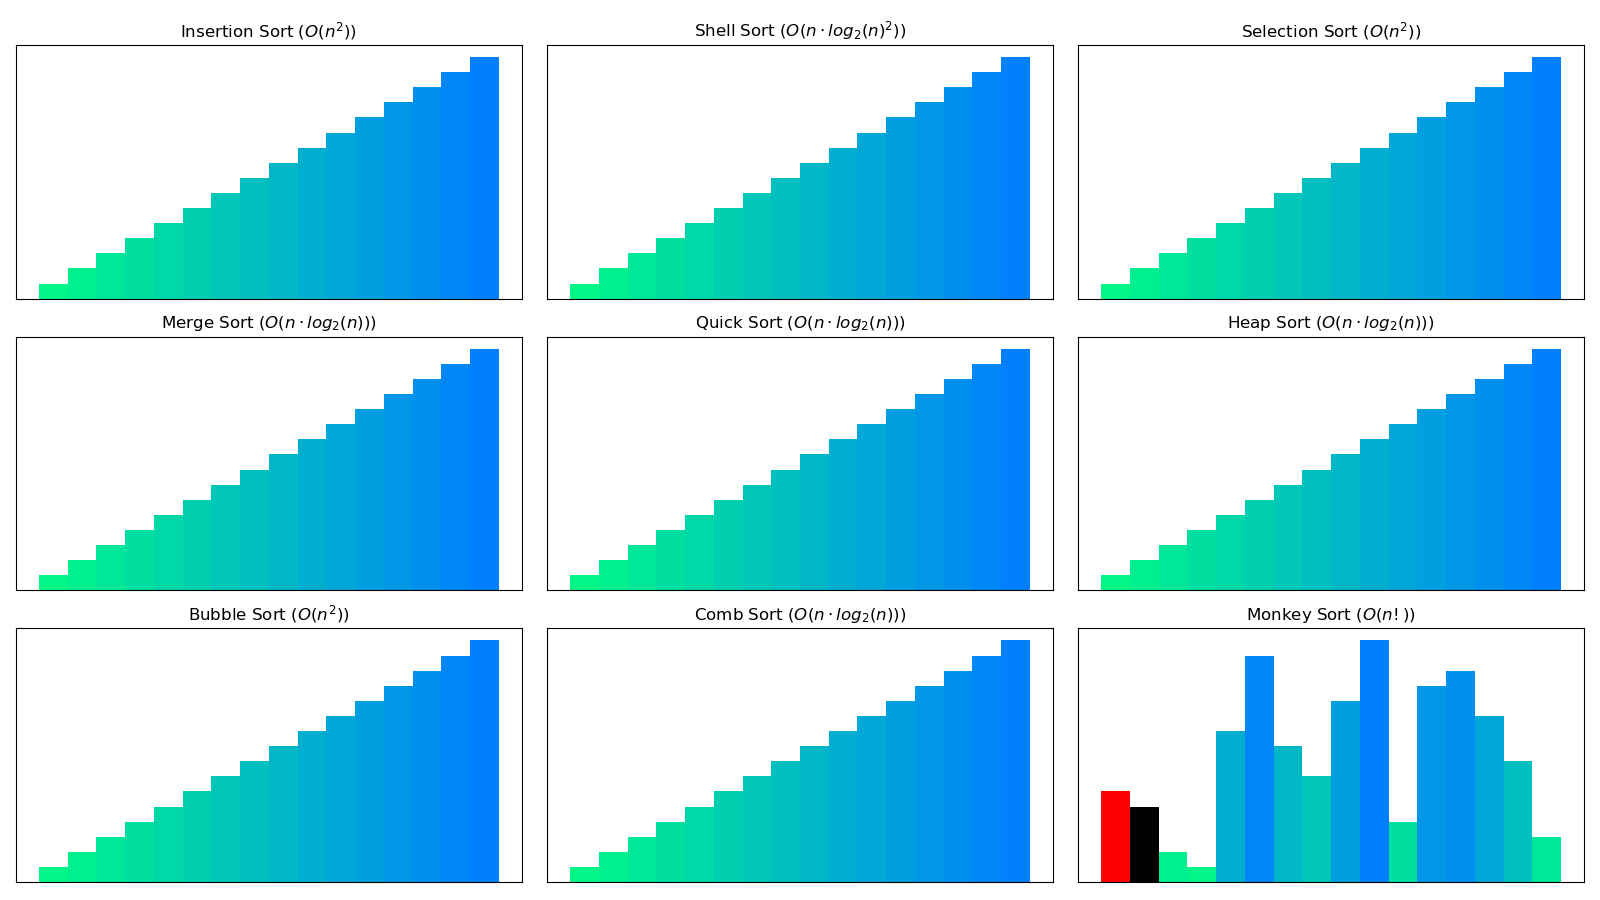 Insertion Sort (O(n²))
Shell Sort (O(n · log₂(n)²))
Selection Sort (O(n²))
Merge Sort (O(n · log₂(n)))
Quick Sort (O(n · log₂(n)))
Heap Sort (O(n · log₂(n)))
Bubble Sort (O(n²))
Comb Sort (O(n · log₂(n)))
Monkey Sort (O(n! ))